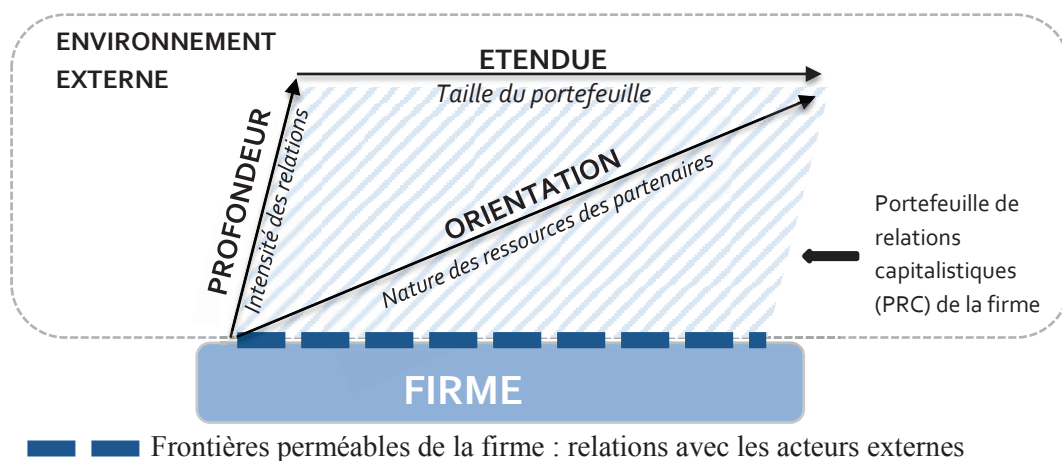 ENVIRONNEMENT
EXTERNE
ETENDUE
Taille du portefeuille
PROFONDEUR
Intensité des relations
ORIENTATION
Nature des ressources des partenaires
Portefeuille de
relations
capitalistiques
(PRC) de la firme
FIRME
Frontières perméables de la firme : relations avec les acteurs externes